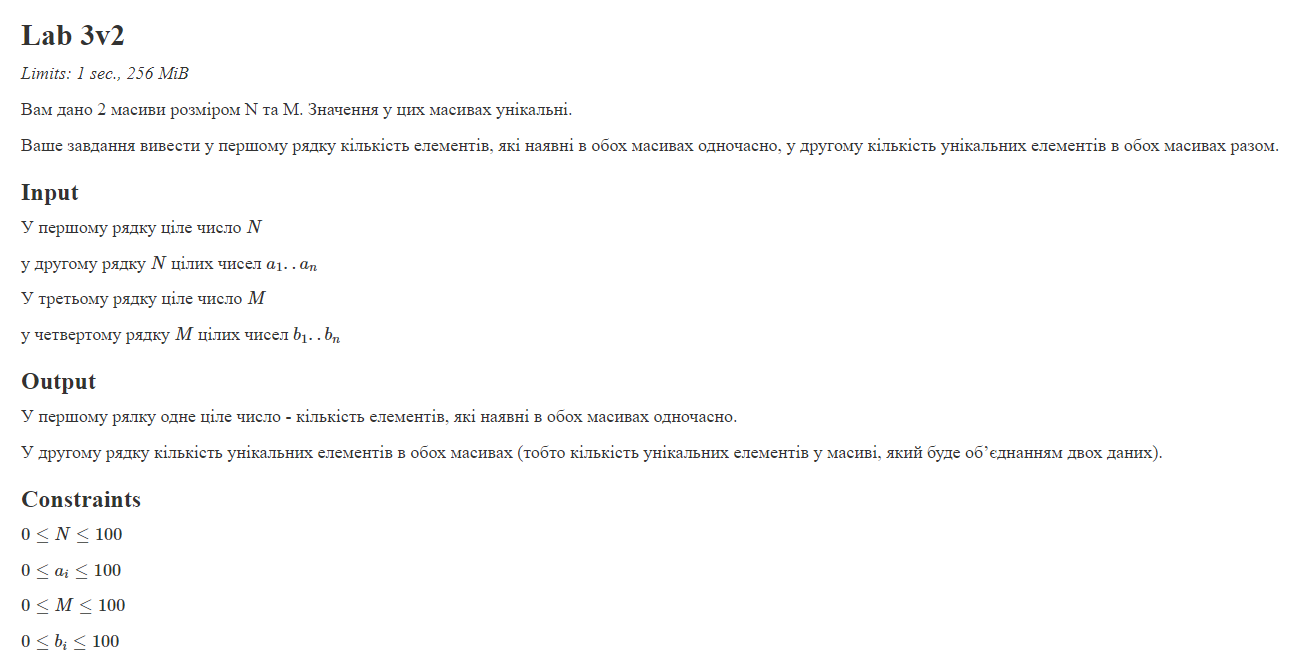 Lab 3v2
Limits: 1 sec., 256 MiB
Вам дано 2 масиви розміром N та M. Значення у цих масивах унікальні.
Ваше завдання вивести у першому рядку кількість елементів, які наявні в обох масивах одночасно, у другому кількість унікальних елементів в обох масивах разом.
Input
У першому рядку ціле число N
у другому рядку N цілих чисел a₁. . aₙ
У третьому рядку ціле число M
у четвертому рядку M цілих чисел b₁. . bₙ
Output
У першому рялку одне ціле число - кількість елементів, які наявні в обох масивах одночасно.
У другому рядку кількість унікальних елементів в обох масивах (тобто кількість унікальних елементів у масиві, який буде об’єднанням двох даних).
Constraints
0 ≤ N ≤ 100
0 ≤ aᵢ ≤ 100
0 ≤ M ≤ 100
0 ≤ bᵢ ≤ 100